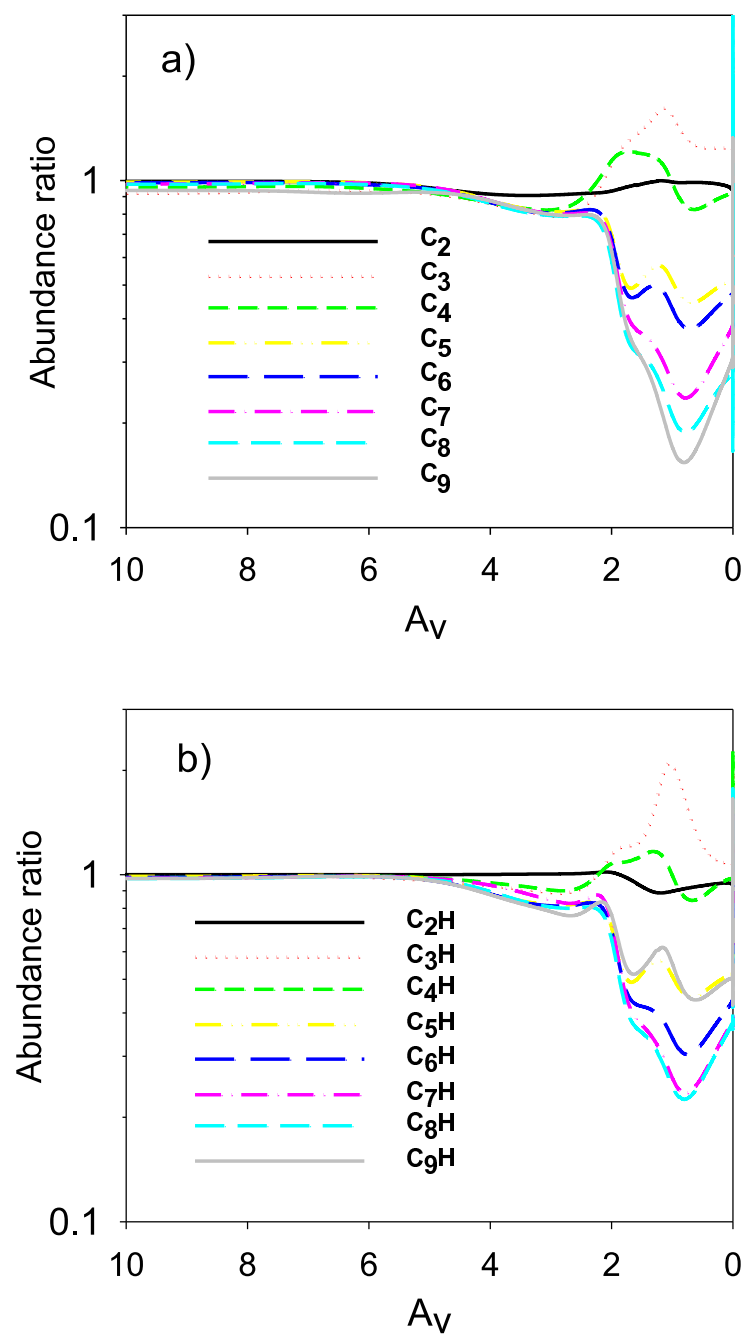 a)
Abundance ratio
1
0.1
C2
C3
C4
C5
C6
C7
C8
C9
10 8 6 4 2 0
AV
b)
Abundance ratio
1
0.1
C2H
C3H
C4H
C5H
C6H
C7H
C8H
C9H
10 8 6 4 2 0
AV